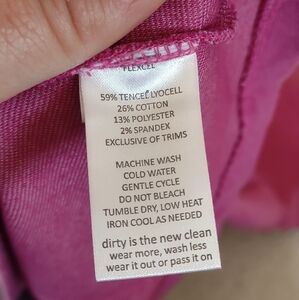 FLEXCEL
59% TENCEL LYOCELL
26% COTTON
13% POLYESTER
2% SPANDEX
EXCLUSIVE OF TRIMS
MACHINE WASH
COLD WATER
GENTLE CYCLE
DO NOT BLEACH
TUMBLE DRY, LOW HEAT
IRON COOL AS NEEDED
dirty is the new clean
wear more, wash less
wear it out or pass it on